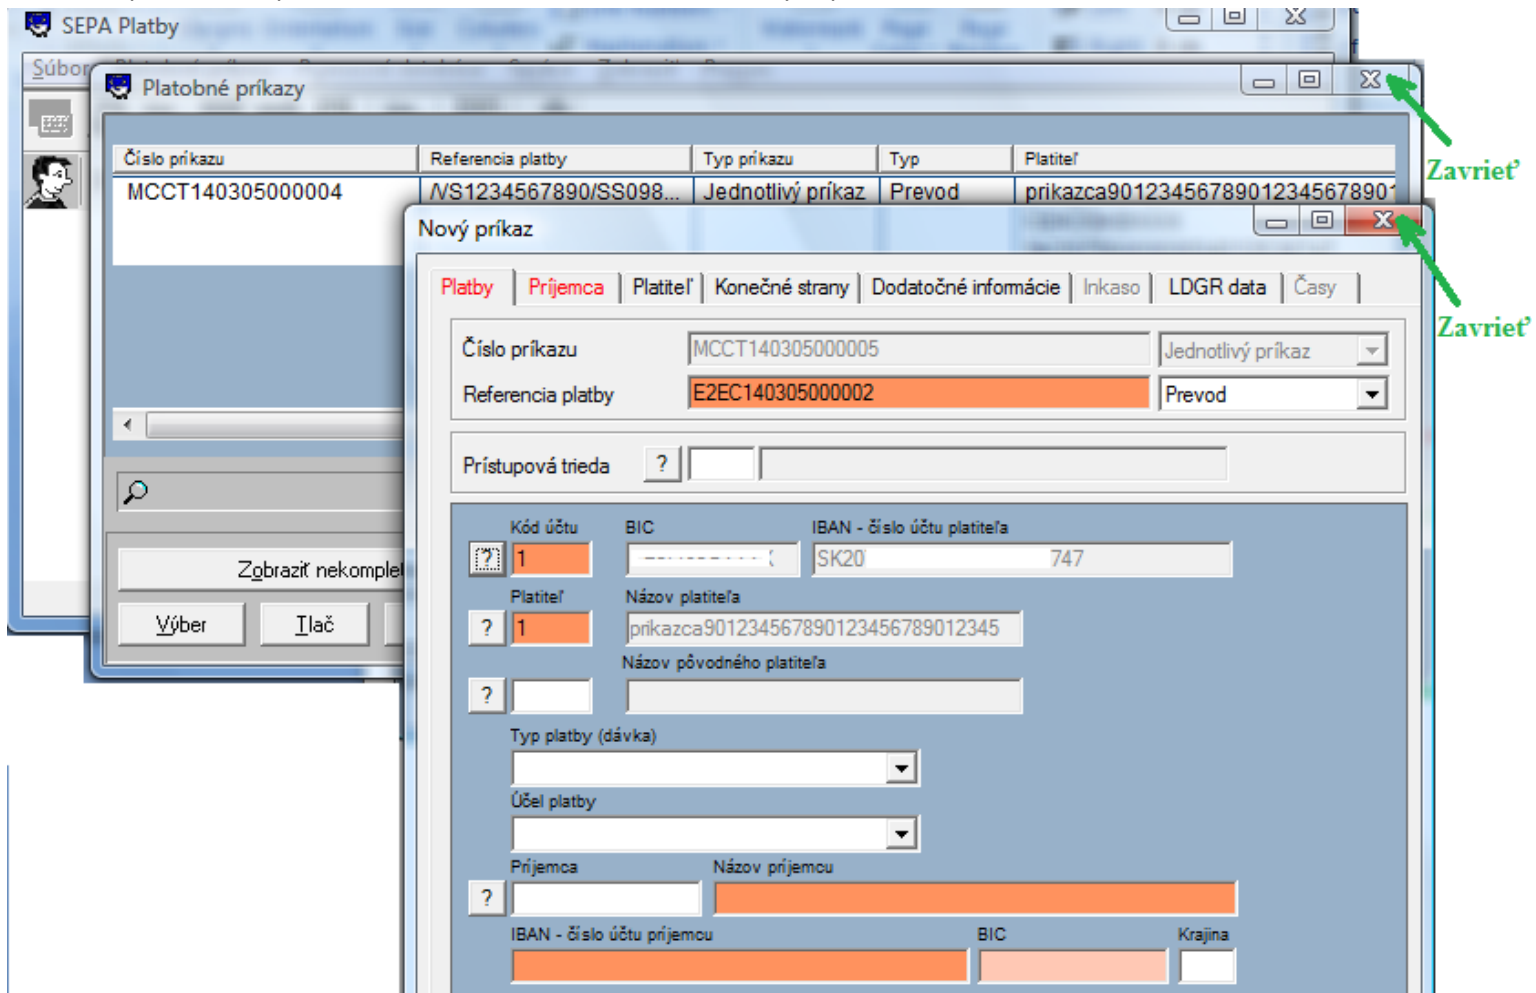 SEPA Platby
Súbor
Platobné príkazy
Číslo príkazu Referencia platby Typ príkazu Typ Platiteľ
MCCT140305000004 /VS1234567890/SS098... Jednotlivý príkaz Prevod prikazca90123456789012345678901
Zavrieť
Nový príkaz
Platby Príjemca Platiteľ Konečné strany Dodatočné informácie Inkaso LDGR data Časy
Zavrieť
Číslo príkazu MCCT140305000005 Jednotlivý príkaz
Referencia platby E2EC140305000002 Prevod
Prístupová trieda ?
Kód účtu BIC IBAN - číslo účtu platiteľa
? 1 SK20 747
Platiteľ Názov platiteľa
? 1 prikazca901234567890123456789012345
Názov pôvodného platiteľa
?
Typ platby (dávka)
Účel platby
Príjemca Názov príjemcu
?
IBAN - číslo účtu príjemcu BIC Krajina
Zobraziť nekomple
Výber Tlač